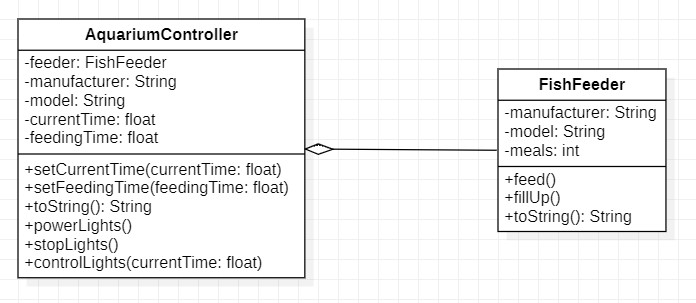 AquariumController
-feeder: FishFeeder
-manufacturer: String
-model: String
-currentTime: float
-feedingTime: float
+setCurrentTime(currentTime: float)
+setFeedingTime(feedingTime: float)
+toString(): String
+powerLights()
+stopLights()
+controlLights(currentTime: float)
FishFeeder
-manufacturer: String
-model: String
-meals: int
+feed()
+fillUp()
+toString(): String